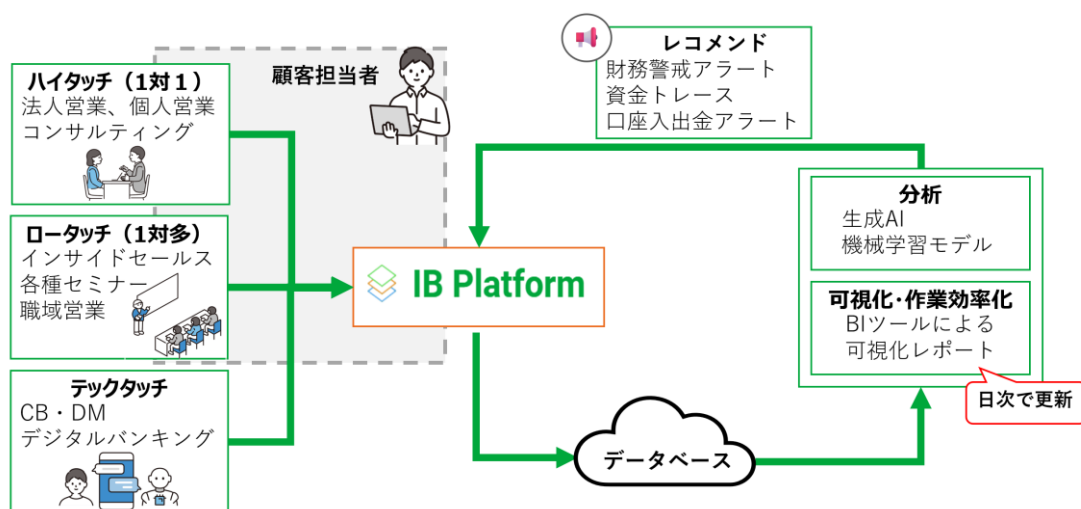 ハイタッチ（1対１）
法人営業、個人営業
コンサルティング
ロータッチ（1対多）
インサイドセールス
各種セミナー
職域営業
テックタッチ
CB・DM
デジタルバンキング
顧客担当者
IB Platform
レコメンド
財務警戒アラート
資金トレース
口座入出金アラート
分析
生成AI
機械学習モデル
可視化・作業効率化
BIツールによる
可視化レポート
日次で更新
データベース